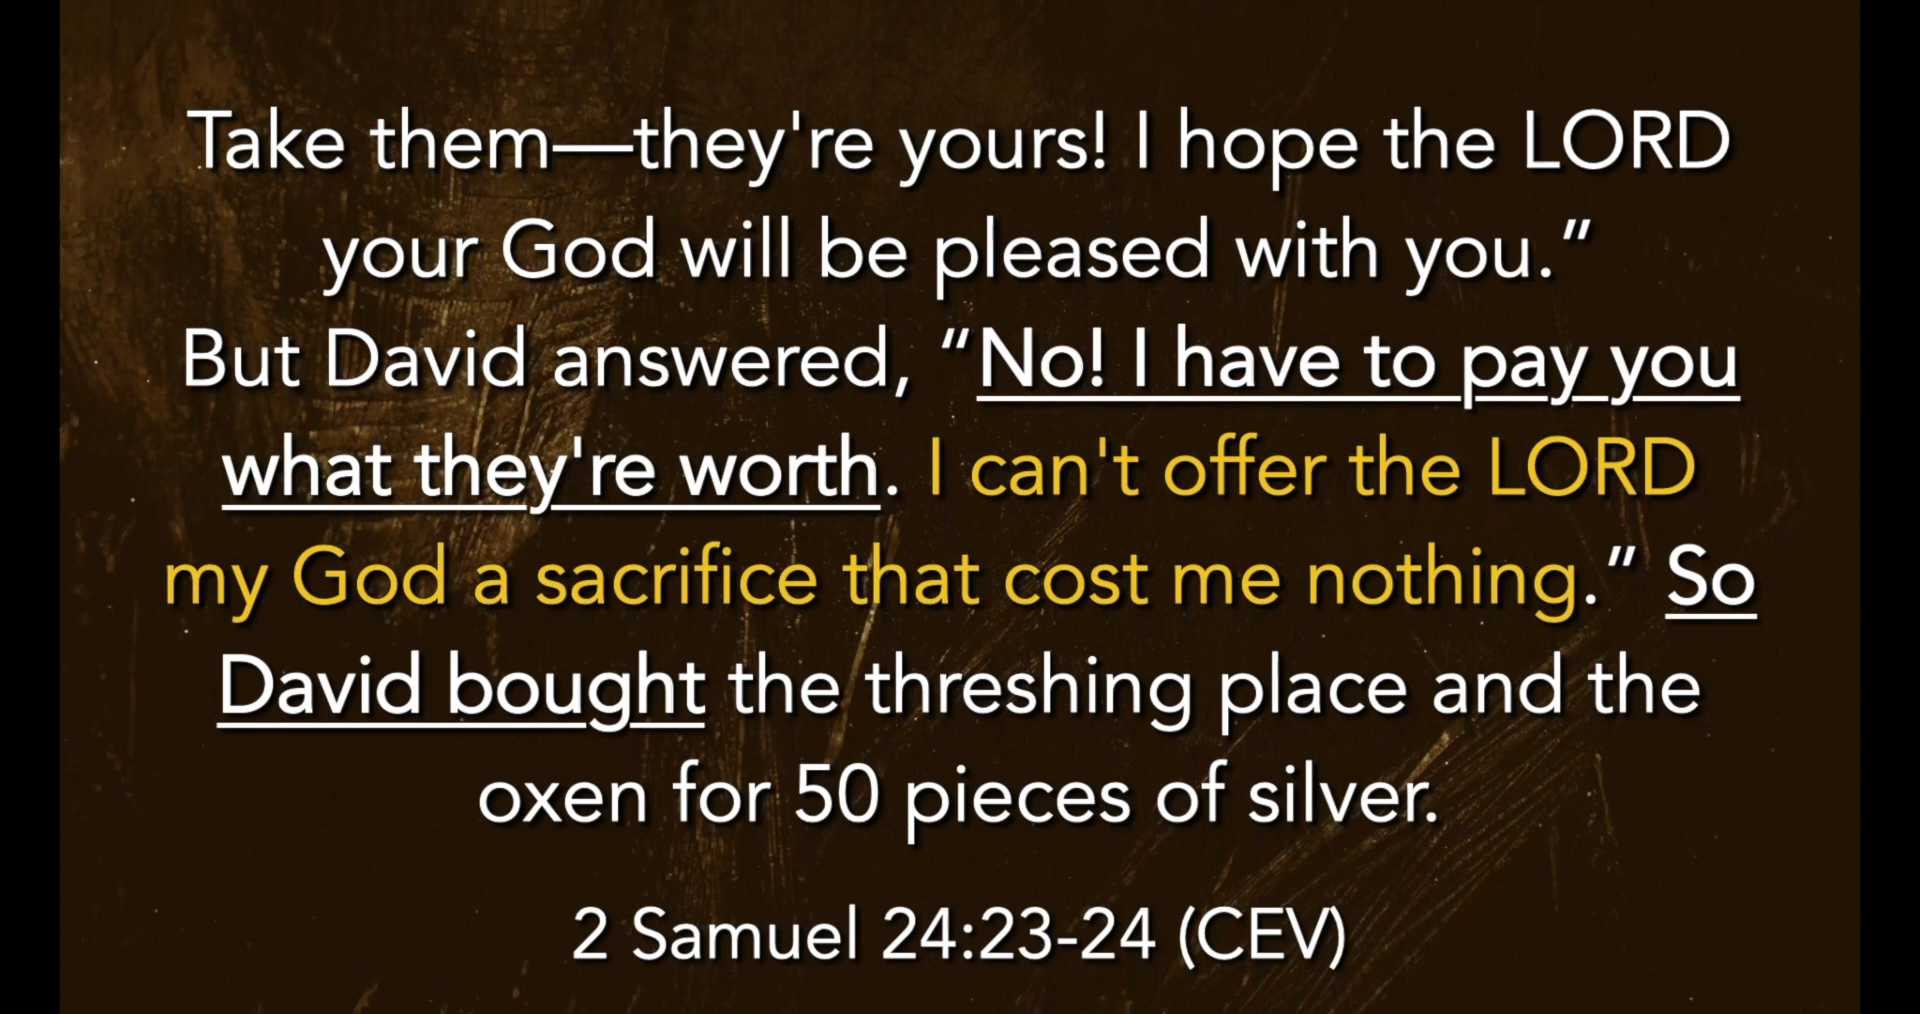 Take them—they're yours! I hope the LORD
your God will be pleased with you.”
But David answered, “No! I have to pay you
what they're worth. I can't offer the LORD
my God a sacrifice that cost me nothing.” So
David bought the threshing place and the
oxen for 50 pieces of silver.
2 Samuel 24:23-24 (CEV)